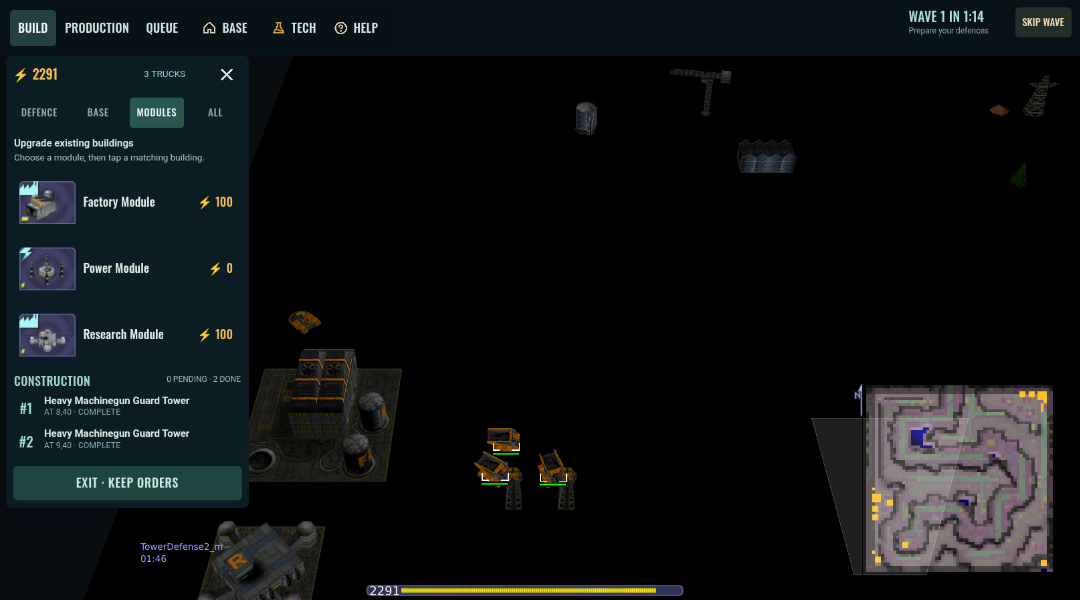 BUILD PRODUCTION QUEUE BASE TECH HELP
WAVE 1 IN 1:14
Prepare your defences
SKIP WAVE
2291
3 TRUCKS
DEFENCE BASE MODULES ALL
Upgrade existing buildings
Choose a module, then tap a matching building.
Factory Module 100
Power Module 0
Research Module 100
CONSTRUCTION
0 PENDING · 2 DONE
#1 Heavy Machinegun Guard Tower
AT 8,40 · COMPLETE
#2 Heavy Machinegun Guard Tower
AT 9,40 · COMPLETE
EXIT · KEEP ORDERS
TowerDefense2_m
01:46
R
F
N
2291